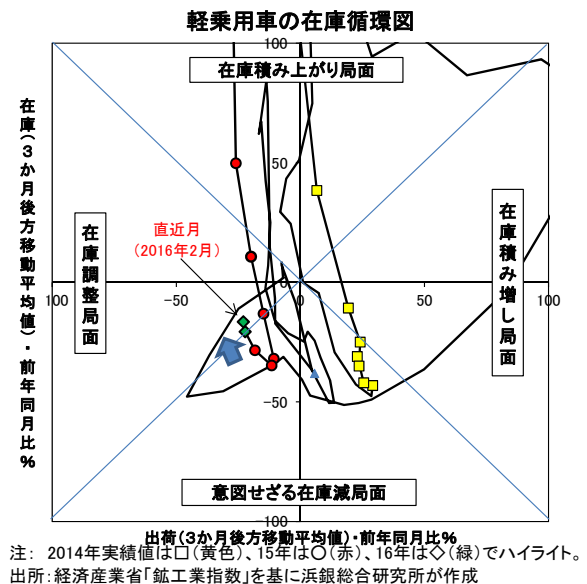 軽乗用車の在庫循環図
100
在庫積み上がり局面
在庫(3か月後方移動平均値)・前年同月比%
50
在庫調整局面
直近月
(2016年2月)
在庫積み増し局面
100
-50
0
50
100
-50
意図せざる在庫減局面
-100
出荷(3か月後方移動平均値)・前年同月比%
注: 2014年実績値は□(黄色)、15年は○(赤)、16年は◇(緑)でハイライト。
出所:経済産業省「鉱工業指数」を基に浜銀総合研究所が作成